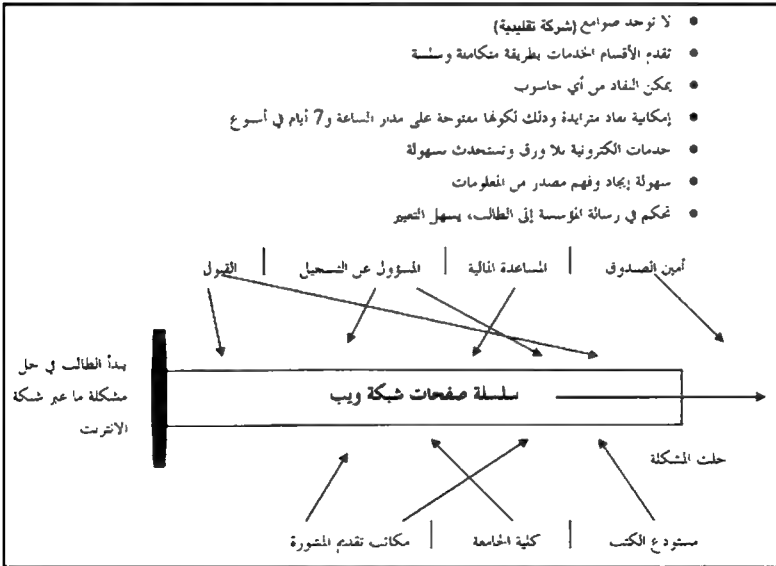 لا توجد صوامع (شركة تقليدية)
تقدم الأقسام الخدمات بطريقة متكاملة وسلسة
يمكن النفاذ من أي حاسوب
إمكانية نفاذ متزايدة وذلك لكونها مفتوحة على مدار الساعة و7 أيام في أسبوع
خدمات الكترونية بلا ورق وتستحدث بسهولة
سهولة إيجاد وفهم مصدر من المعلومات
تحكم في رسالة المؤسسة إلى الطالب، يسهل التغيير
القبول | المسؤول عن التسجيل | المساعدة المالية | أمين الصندوق
يبدأ الطالب في حل
مشكلة ما عبر شبكة
الانترنت
سلسلة صفحات شبكة ويب
حلت المشكلة
مكاتب تقديم المشورة | كلية الجامعة | مستودع الكتب